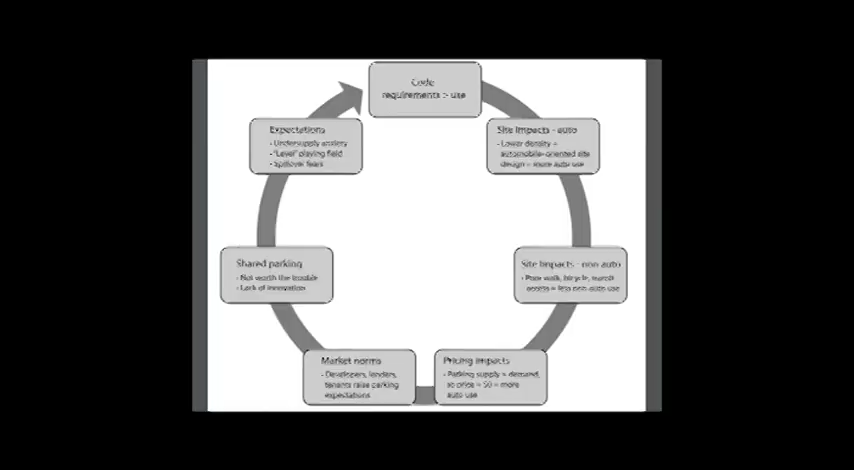 Code
requirements > use
Site Impacts - auto
- Lower density +
automobile-oriented site
design = more auto use
Site Impacts - non auto
- Poor walk, bicycle, transit
access = less non-auto use
Pricing impacts
- Parking supply > demand,
so price = $0 = more
auto use
Market norms
- Developers, lenders,
tenants raise parking
expectations
Shared parking
- Not worth the trouble
- Lack of innovation
Expectations
- Undersupply anxiety
- "Level" playing field
- Spillover fears